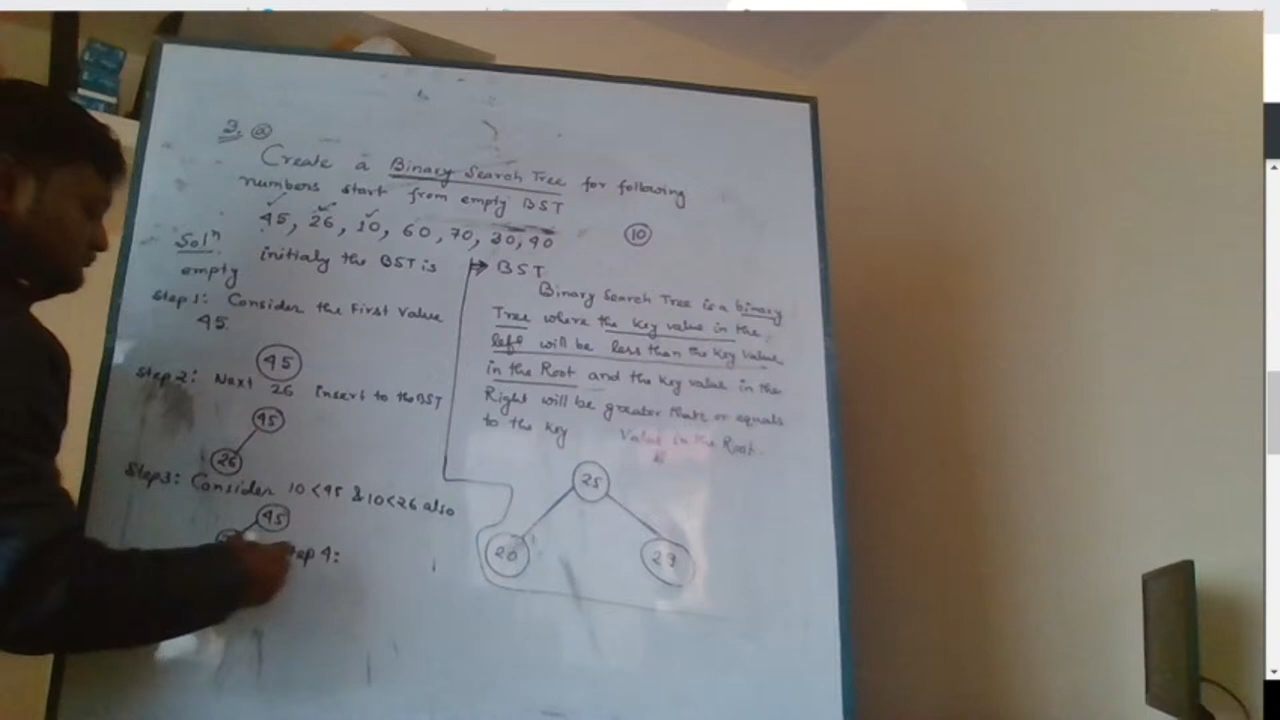 3. a
Create a Binary Search Tree for following
numbers start from empty BST
45, 26, 10, 60, 70, 30, 90
10
Solⁿ initialy the BST is
empty
Step 1: Consider the First Value
45.
45
Step 2: Next 26 insert to the BST
45
26
Step 3: Consider 10 < 45 & 10 < 26 also
45
Step 4:
⇒ BST
Binary Search Tree is a binary
Tree where the key value in the
left will be less than the key value
in the Root and the key value in the
Right will be greater than or equals
to the key Value in the Root.
25
20